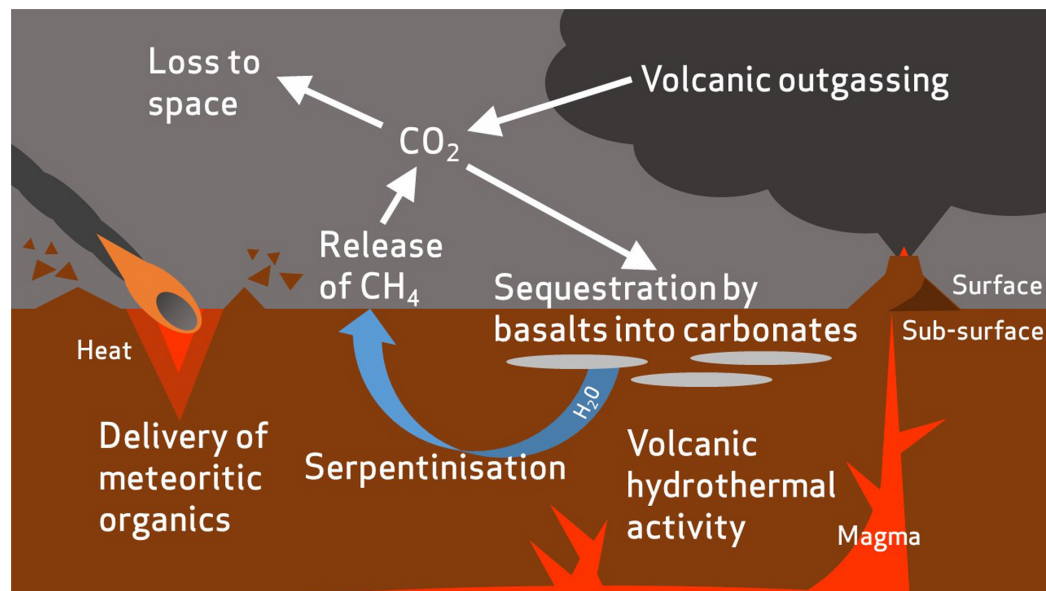 Loss to
space
Volcanic outgassing
CO₂
Release
of CH₄
Sequestration by
basalts into carbonates
Surface
Sub-surface
Heat
H₂O
Delivery of
meteoritic
organics
Serpentinisation
Volcanic
hydrothermal
activity
Magma